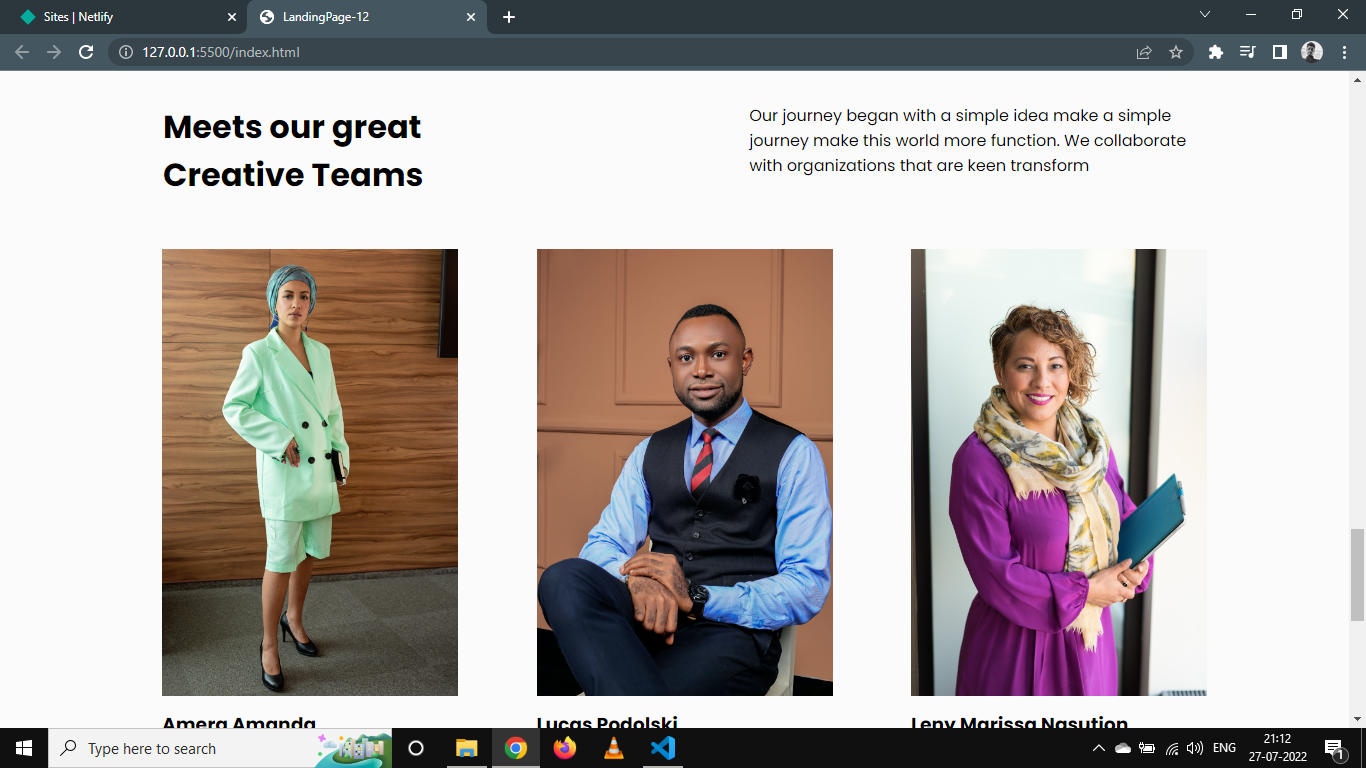 Sites | Netlify
LandingPage-12
127.0.0.1:5500/index.html
Meets our great
Creative Teams
Our journey began with a simple idea make a simple
journey make this world more function. We collaborate
with organizations that are keen transform
Amera Amanda
Lucas Podolski
Leny Marissa Nasution
Type here to search
ENG
21:12
27-07-2022
1